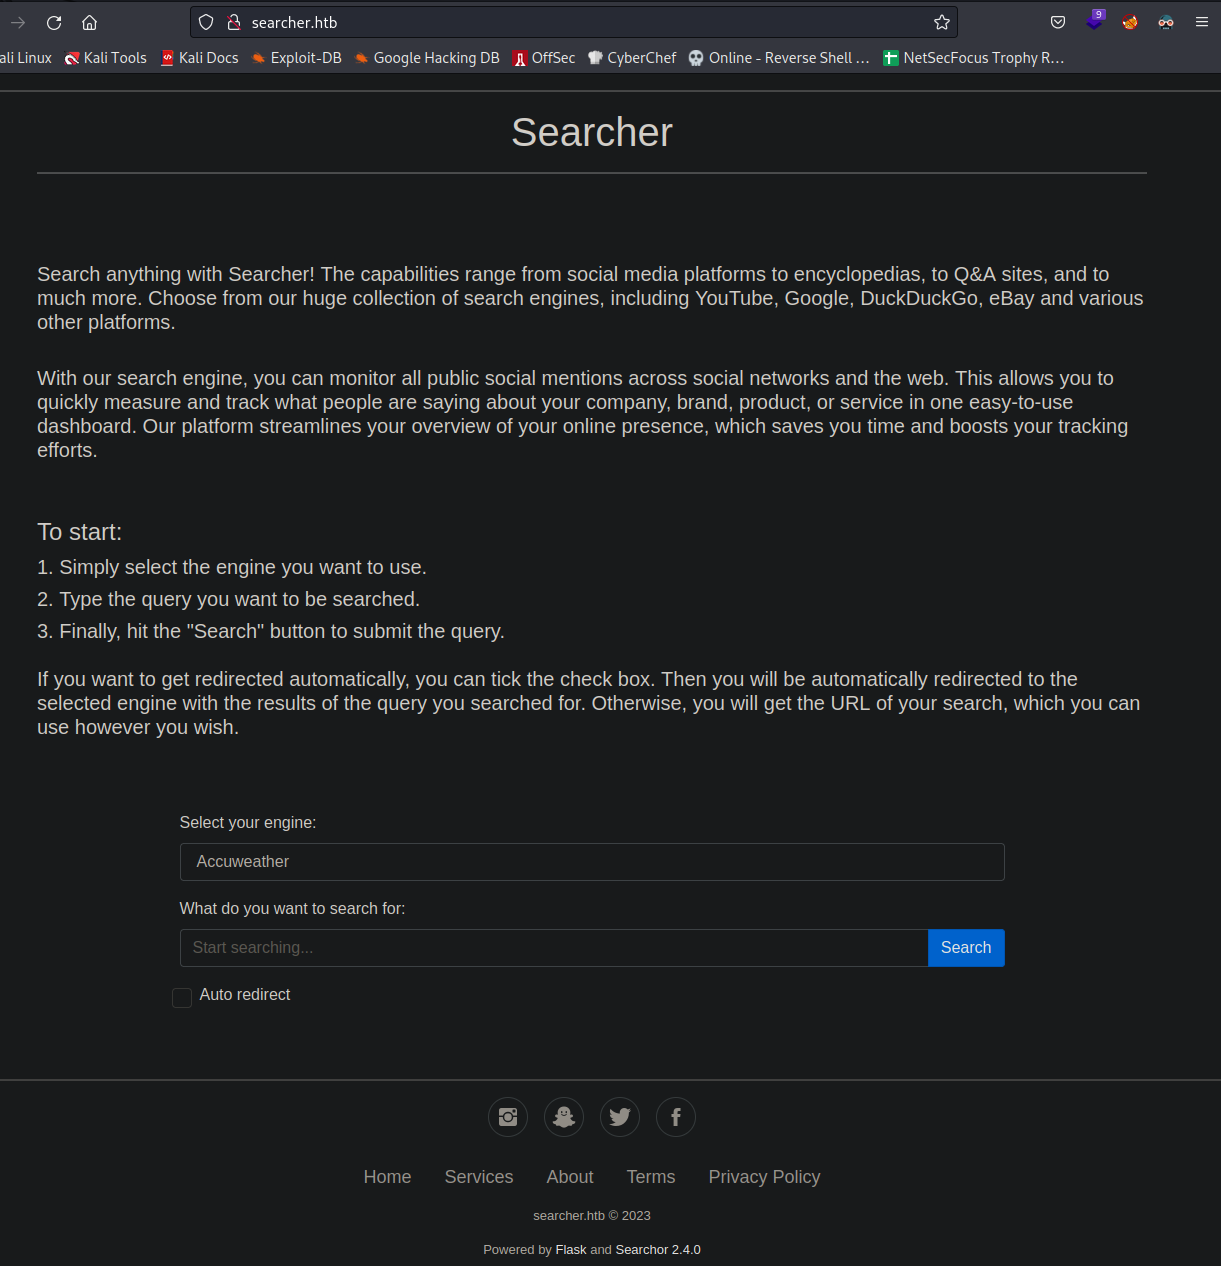 searcher.htb
9
ali Linux Kali Tools Kali Docs Exploit-DB Google Hacking DB OffSec CyberChef Online - Reverse Shell … NetSecFocus Trophy R…
Searcher
Search anything with Searcher! The capabilities range from social media platforms to encyclopedias, to Q&A sites, and to
much more. Choose from our huge collection of search engines, including YouTube, Google, DuckDuckGo, eBay and various
other platforms.
With our search engine, you can monitor all public social mentions across social networks and the web. This allows you to
quickly measure and track what people are saying about your company, brand, product, or service in one easy-to-use
dashboard. Our platform streamlines your overview of your online presence, which saves you time and boosts your tracking
efforts.
To start:
1. Simply select the engine you want to use.
2. Type the query you want to be searched.
3. Finally, hit the "Search" button to submit the query.
If you want to get redirected automatically, you can tick the check box. Then you will be automatically redirected to the
selected engine with the results of the query you searched for. Otherwise, you will get the URL of your search, which you can
use however you wish.
Select your engine:
Accuweather
What do you want to search for:
Start searching...
Search
Auto redirect
Home Services About Terms Privacy Policy
searcher.htb © 2023
Powered by Flask and Searchor 2.4.0